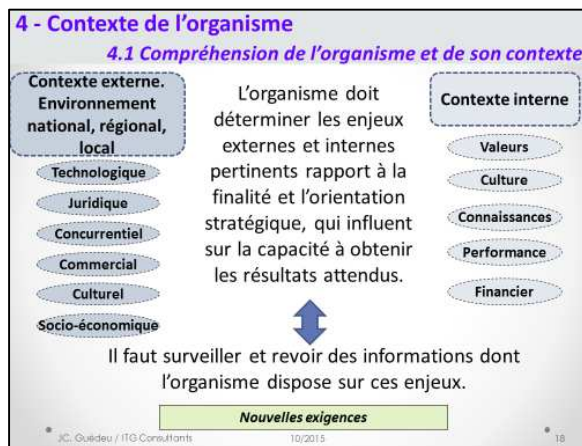 4 - Contexte de l'organisme
4.1 Compréhension de l'organisme et de son contexte
Contexte externe.
Environnement
national, régional,
local
Technologique
Juridique
Concurrentiel
Commercial
Culturel
Socio-économique
L'organisme doit
déterminer les enjeux
externes et internes
pertinents rapport à la
finalité et l'orientation
stratégique, qui influent
sur la capacité à obtenir
les résultats attendus.
Contexte interne
Valeurs
Culture
Connaissances
Performance
Financier
Il faut surveiller et revoir des informations dont
l'organisme dispose sur ces enjeux.
Nouvelles exigences
JC. Guédeu / ITG Consultants
10/2015
18